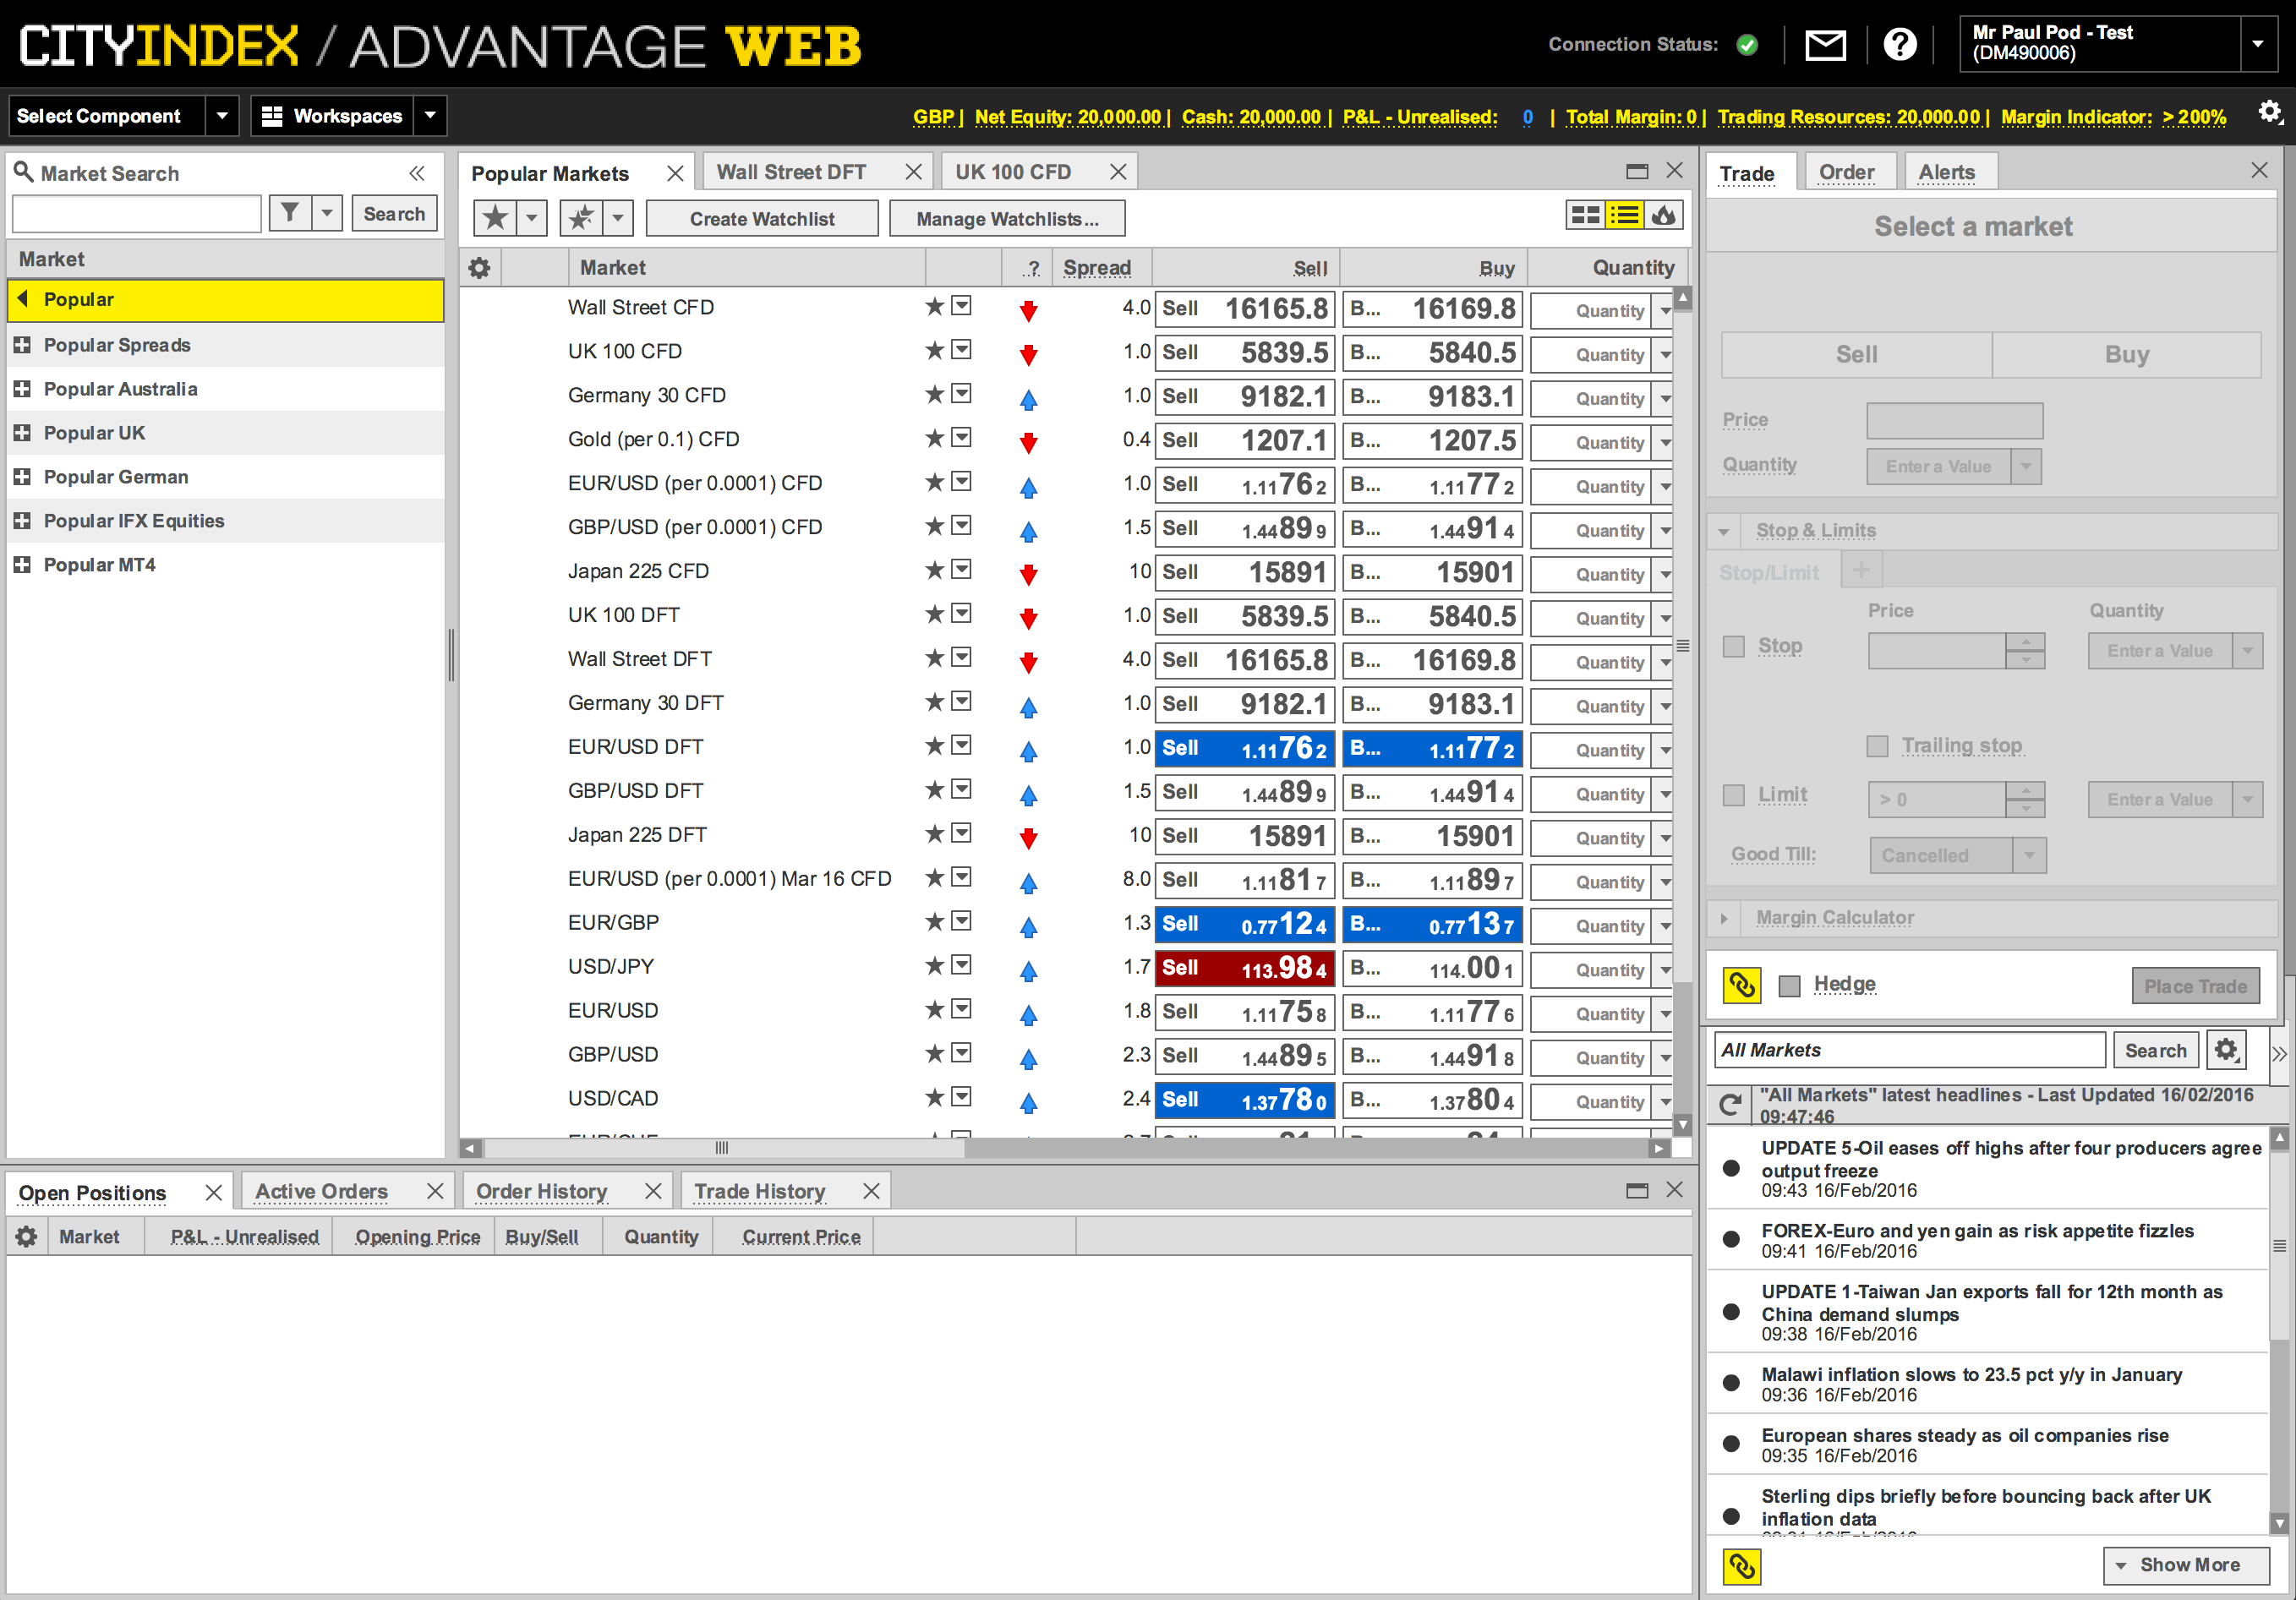 CITYINDEX / ADVANTAGE WEB
Connection Status:
Mr Paul Pod - Test
(DM490006)
Select Component
Workspaces
GBP | Net Equity: 20,000.00 | Cash: 20,000.00 | P&L - Unrealised: 0 | Total Margin: 0 | Trading Resources: 20,000.00 | Margin Indicator: > 200%
Market Search
Search
Market
Popular
Popular Spreads
Popular Australia
Popular UK
Popular German
Popular IFX Equities
Popular MT4
Popular Markets
Wall Street DFT
UK 100 CFD
Create Watchlist
Manage Watchlists...
Market ..? Spread Sell Buy Quantity
Wall Street CFD 4.0 Sell 16165.8 B... 16169.8 Quantity
UK 100 CFD 1.0 Sell 5839.5 B... 5840.5 Quantity
Germany 30 CFD 1.0 Sell 9182.1 B... 9183.1 Quantity
Gold (per 0.1) CFD 0.4 Sell 1207.1 B... 1207.5 Quantity
EUR/USD (per 0.0001) CFD 1.0 Sell 1.11762 B... 1.11772 Quantity
GBP/USD (per 0.0001) CFD 1.5 Sell 1.44899 B... 1.44914 Quantity
Japan 225 CFD 10 Sell 15891 B... 15901 Quantity
UK 100 DFT 1.0 Sell 5839.5 B... 5840.5 Quantity
Wall Street DFT 4.0 Sell 16165.8 B... 16169.8 Quantity
Germany 30 DFT 1.0 Sell 9182.1 B... 9183.1 Quantity
EUR/USD DFT 1.0 Sell 1.11762 B... 1.11772 Quantity
GBP/USD DFT 1.5 Sell 1.44899 B... 1.44914 Quantity
Japan 225 DFT 10 Sell 15891 B... 15901 Quantity
EUR/USD (per 0.0001) Mar 16 CFD 8.0 Sell 1.11817 B... 1.11897 Quantity
EUR/GBP 1.3 Sell 0.77124 B... 0.77137 Quantity
USD/JPY 1.7 Sell 113.984 B... 114.001 Quantity
EUR/USD 1.8 Sell 1.11758 B... 1.11776 Quantity
GBP/USD 2.3 Sell 1.44895 B... 1.44918 Quantity
USD/CAD 2.4 Sell 1.37780 B... 1.37804 Quantity
Trade
Order
Alerts
Select a market
Sell
Buy
Price
Quantity Enter a Value
Stop & Limits
Stop/Limit +
Price Quantity
Stop Enter a Value
Trailing stop
Limit > 0 Enter a Value
Good Till: Cancelled
Margin Calculator
Hedge
Place Trade
All Markets
Search
"All Markets" latest headlines - Last Updated 16/02/2016
09:47:46
UPDATE 5-Oil eases off highs after four producers agree
output freeze
09:43 16/Feb/2016
FOREX-Euro and yen gain as risk appetite fizzles
09:41 16/Feb/2016
UPDATE 1-Taiwan Jan exports fall for 12th month as
China demand slumps
09:38 16/Feb/2016
Malawi inflation slows to 23.5 pct y/y in January
09:36 16/Feb/2016
European shares steady as oil companies rise
09:35 16/Feb/2016
Sterling dips briefly before bouncing back after UK
inflation data
Show More
Open Positions
Active Orders
Order History
Trade History
Market P&L - Unrealised Opening Price Buy/Sell Quantity Current Price